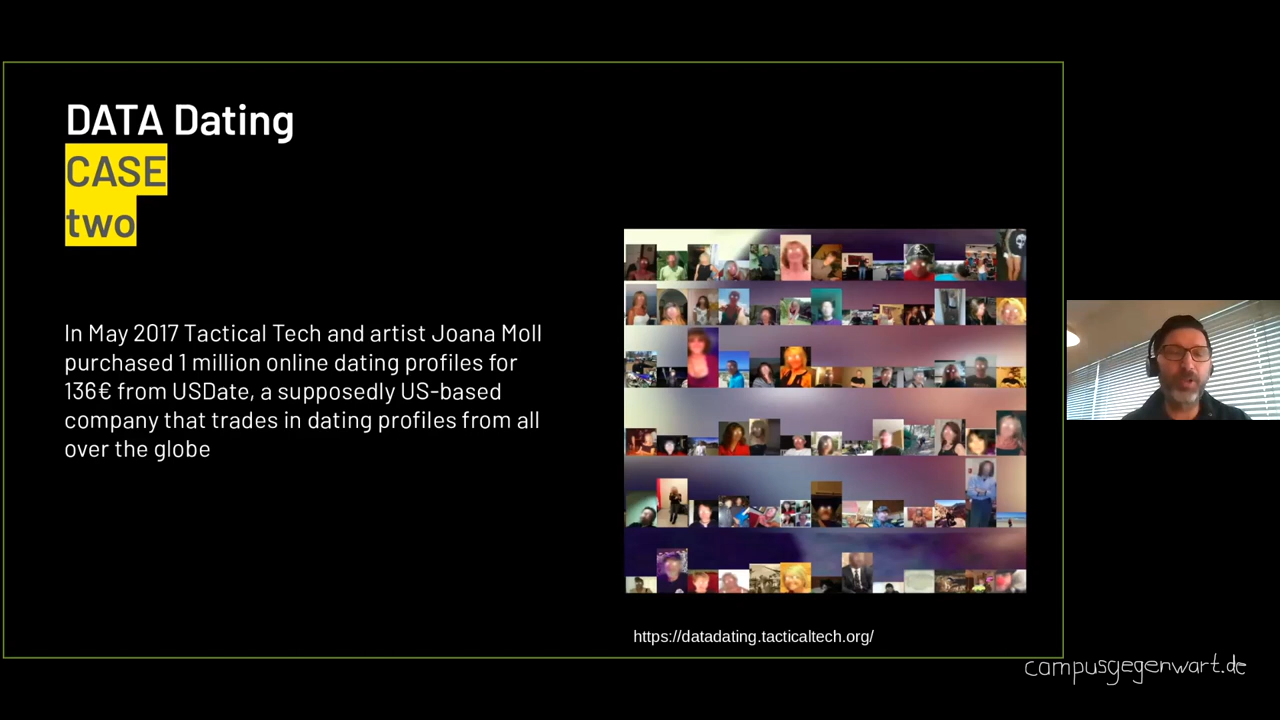 DATA Dating
CASE
two
In May 2017 Tactical Tech and artist Joana Moll
purchased 1 million online dating profiles for
136€ from USDate, a supposedly US-based
company that trades in dating profiles from all
over the globe
https://datadating.tacticaltech.org/
campusgegenwart.de